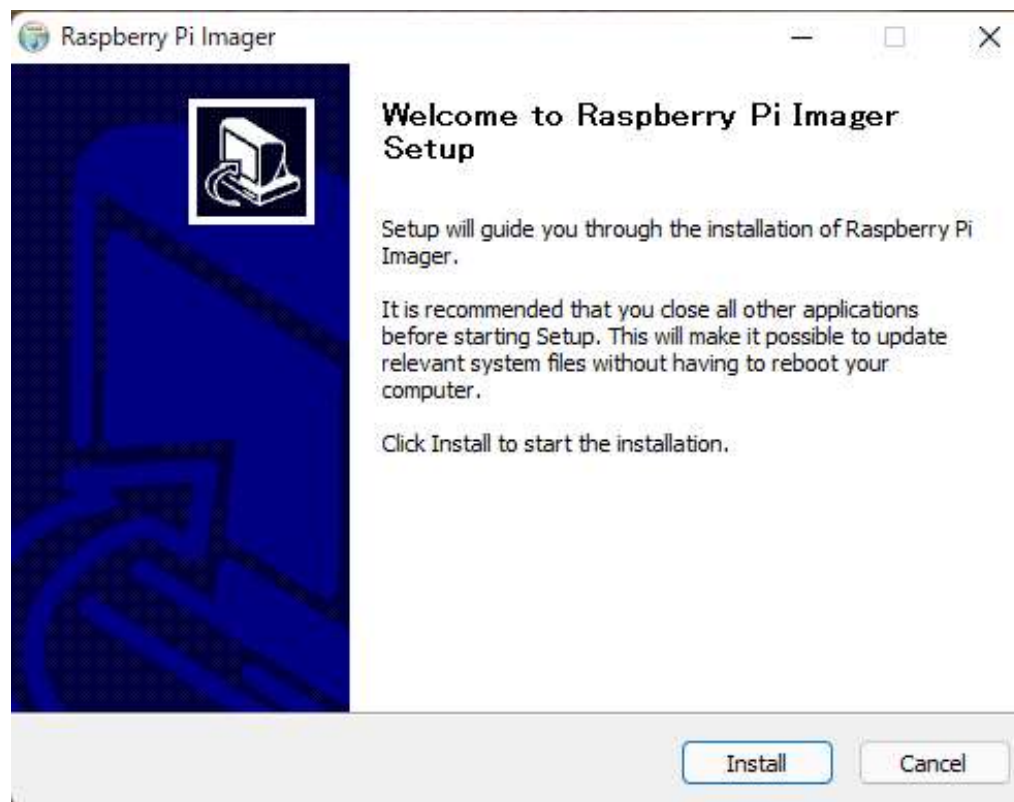 Raspberry Pi Imager
Welcome to Raspberry Pi Imager
Setup
Setup will guide you through the installation of Raspberry Pi
Imager.
It is recommended that you close all other applications
before starting Setup. This will make it possible to update
relevant system files without having to reboot your
computer.
Click Install to start the installation.
Install
Cancel